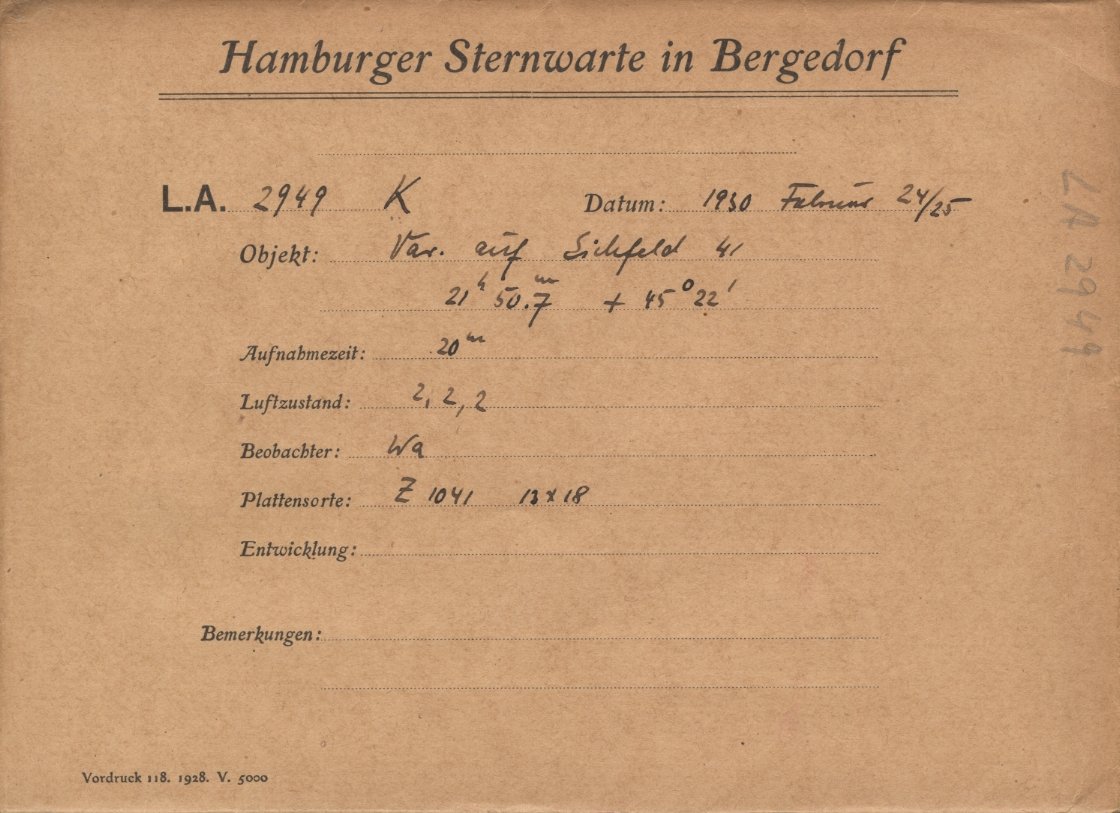 Hamburger Sternwarte in Bergedorf
L.A. 2949 K Datum: 1930 Februar 24/25
Objekt: Var. auf Eichfeld 41
21h 50.7m + 45° 22'
Aufnahmezeit: 20m
Luftzustand: 2, 2, 2
Beobachter: Wa
Plattensorte: Z 1041 13x18
Entwicklung:
Bemerkungen:
Vordruck 118. 1928. V. 5000
LA 2949